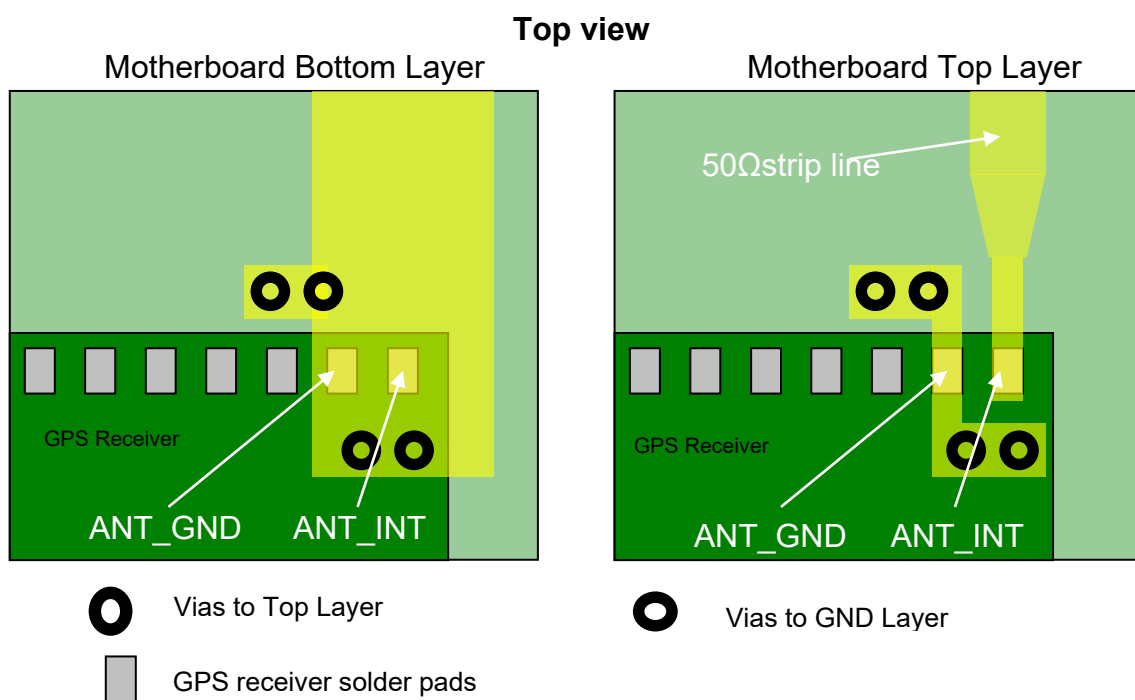 Top view
Motherboard Bottom Layer
Motherboard Top Layer
50Ωstrip line
GPS Receiver
GPS Receiver
ANT_GND
ANT_INT
ANT_GND
ANT_INT
Vias to Top Layer
Vias to GND Layer
GPS receiver solder pads